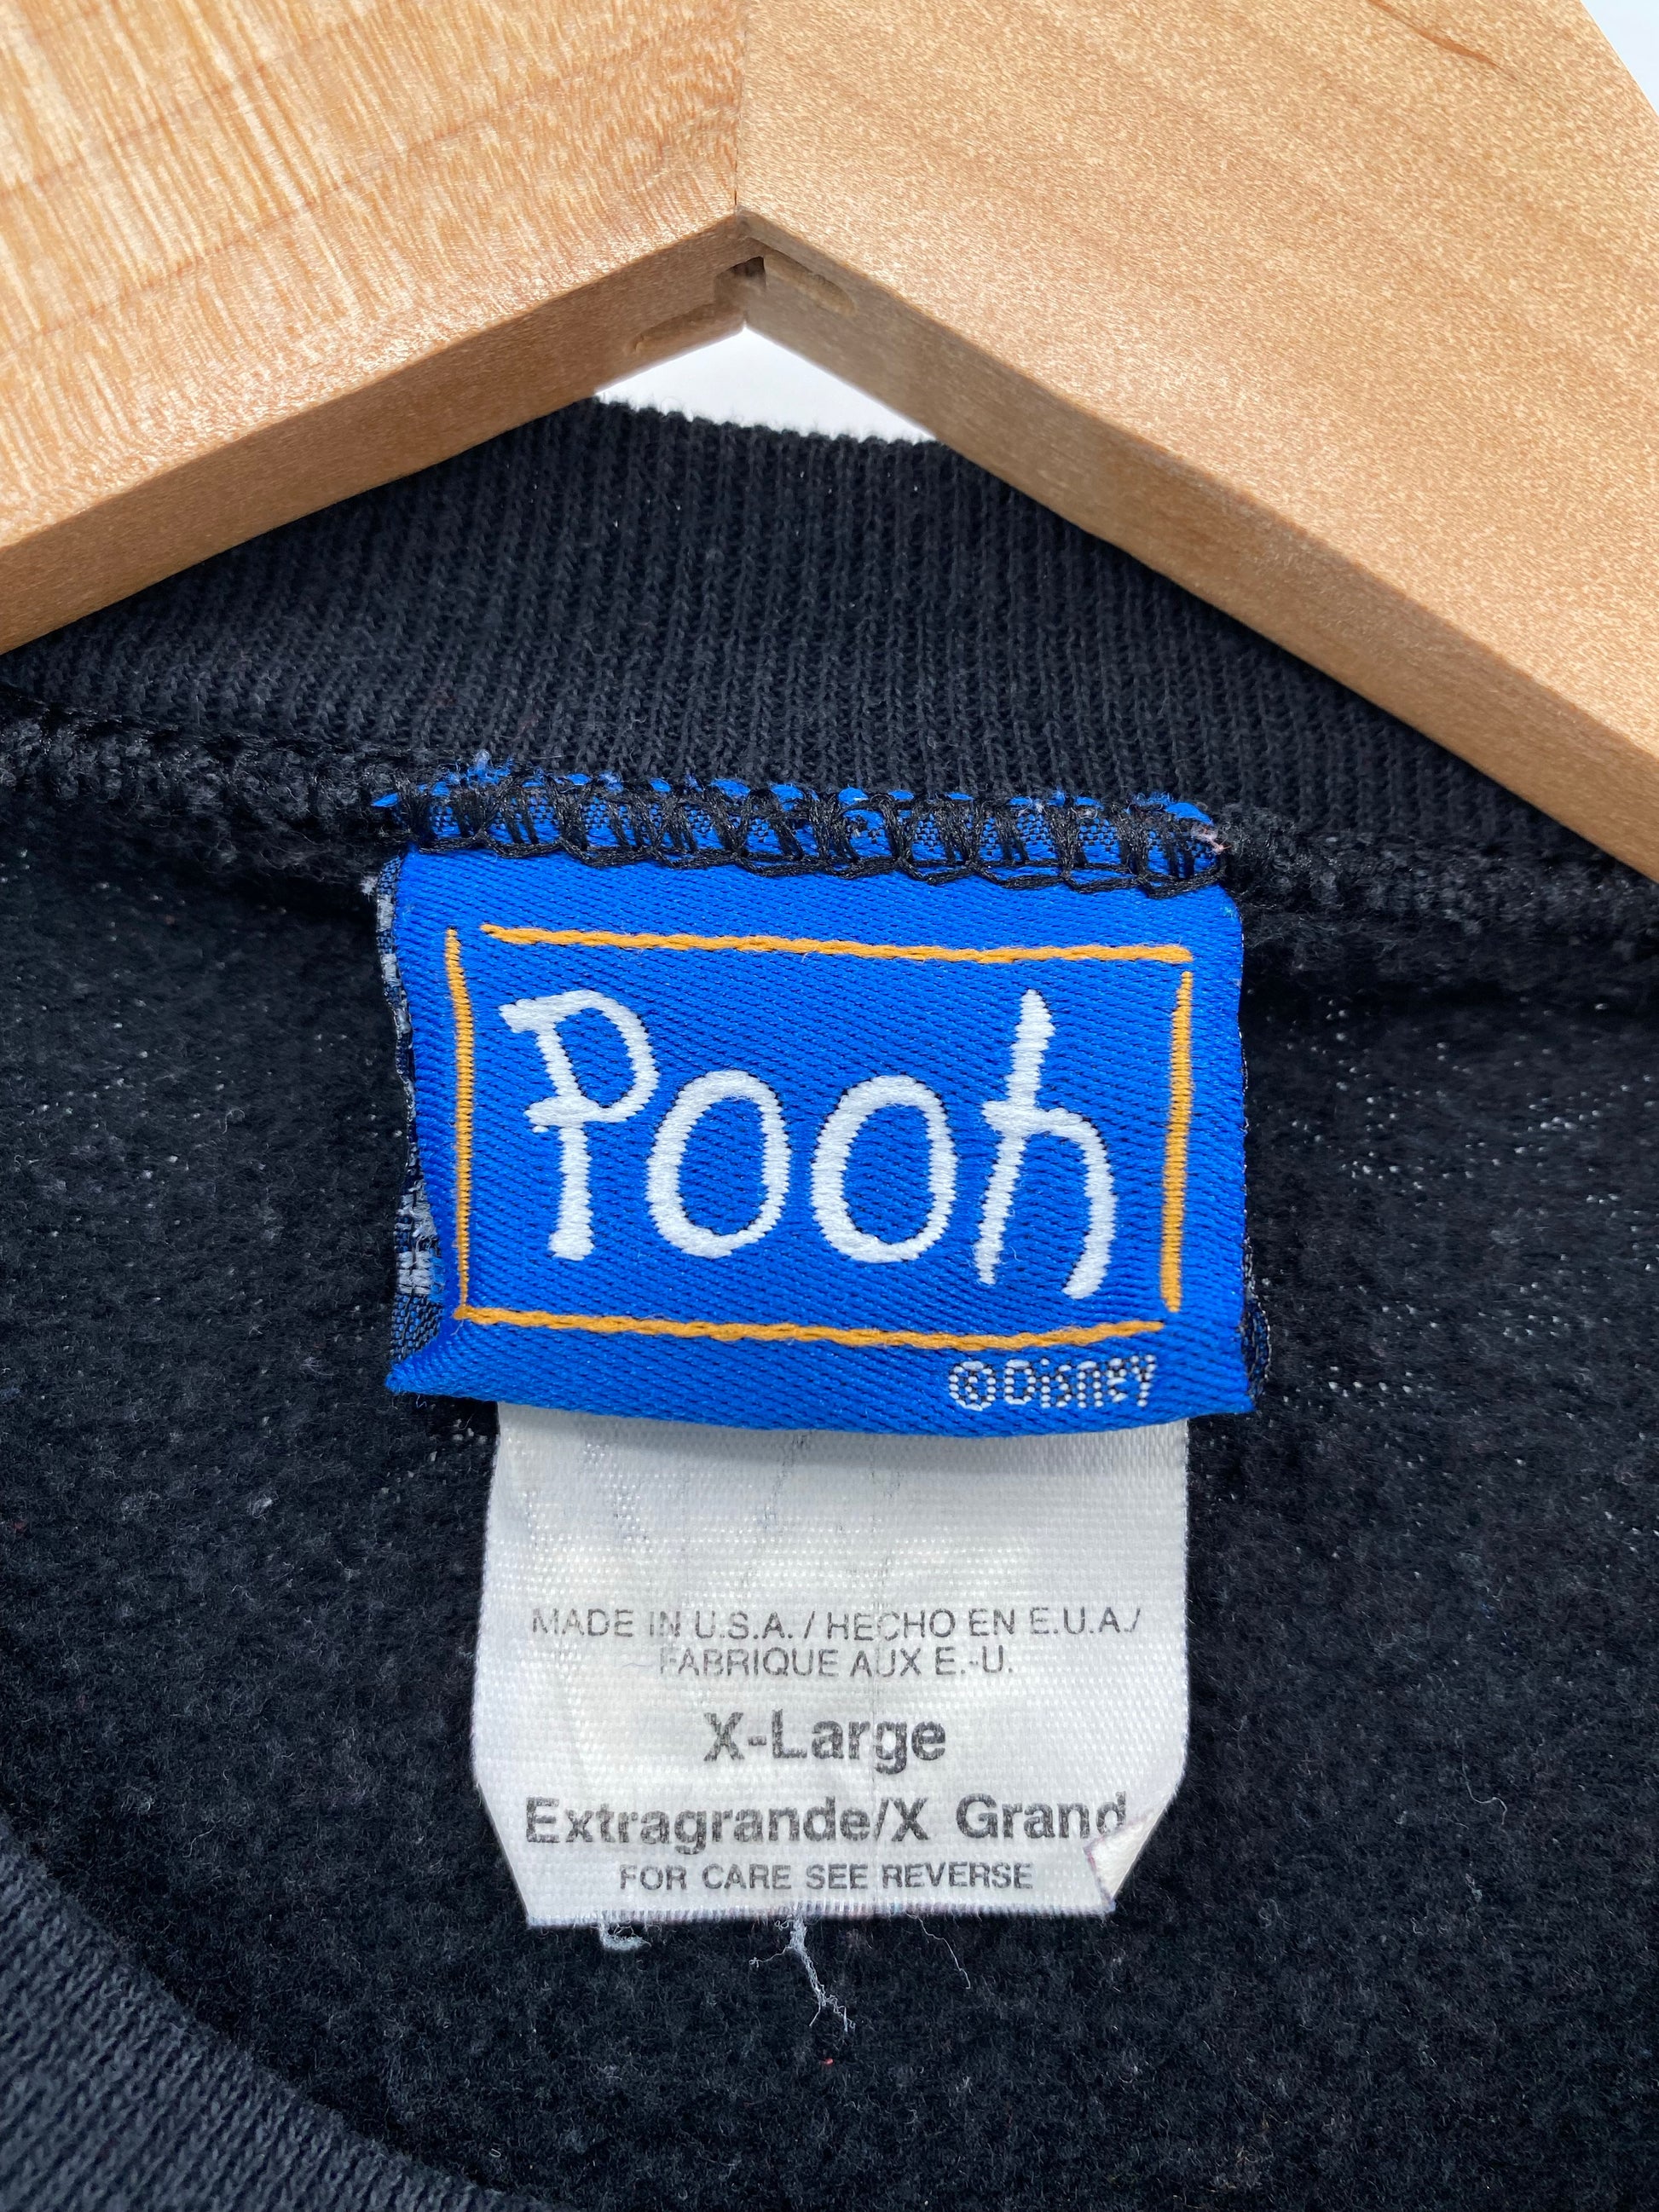 Pooh
©Disney
MADE IN U.S.A. / HECHO EN E.U.A./
FABRIQUE AUX E.-U.
X-Large
Extragrande/X Grand
FOR CARE SEE REVERSE